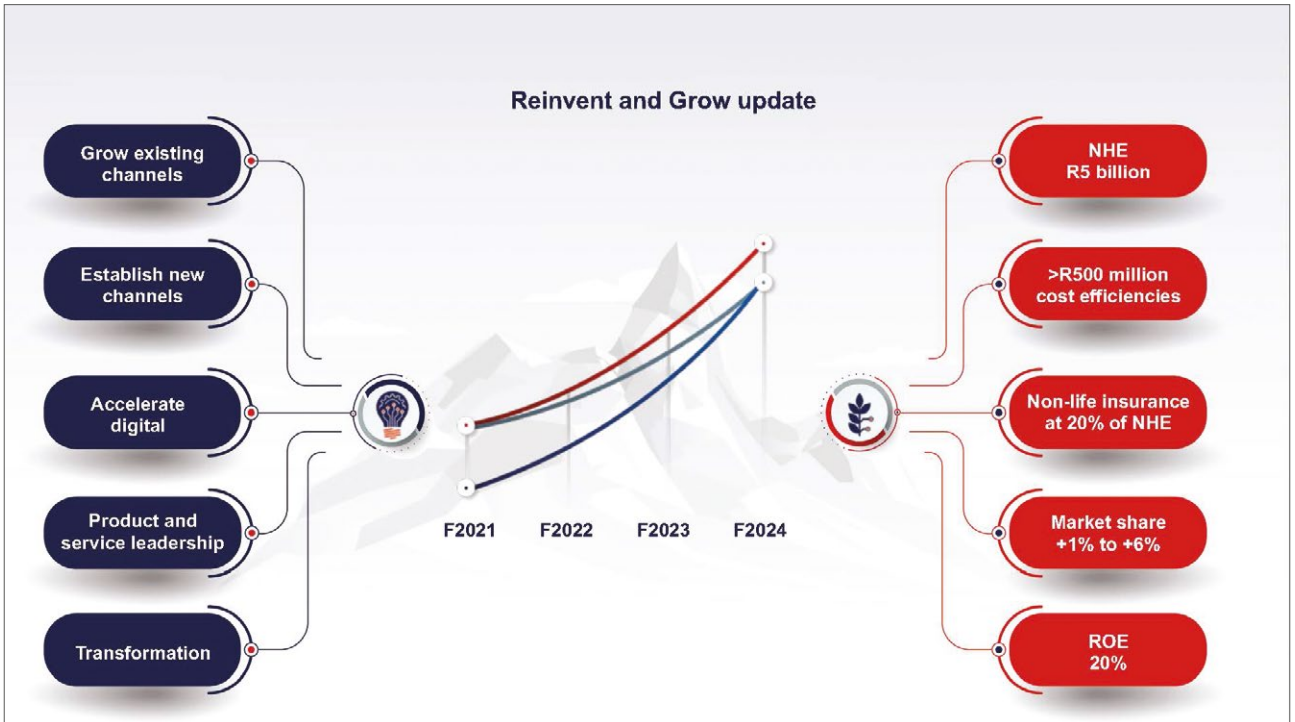 Reinvent and Grow update
Grow existing
channels
Establish new
channels
Accelerate
digital
Product and
service leadership
Transformation
F2021
F2022
F2023
F2024
NHE
R5 billion
>R500 million
cost efficiencies
Non-life insurance
at 20% of NHE
Market share
+1% to +6%
ROE
20%